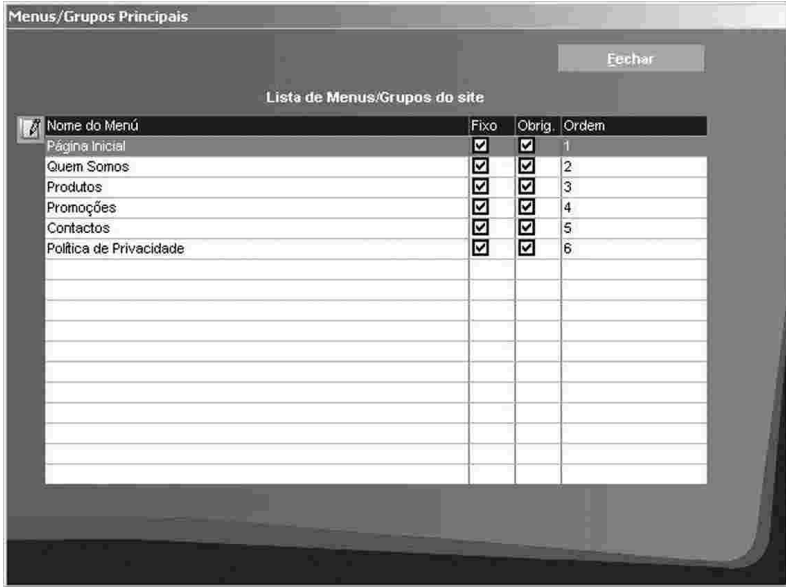 Menus/Grupos Principais
Fechar
Lista de Menus/Grupos do site
Nome do Menú Fixo Obrig. Ordem
Página Inicial 1
Quem Somos 2
Produtos 3
Promoções 4
Contactos 5
Política de Privacidade 6